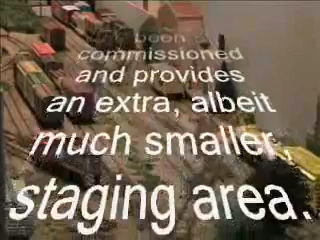 been
commissioned
and provides
an extra, albeit
much smaller,
staging area.